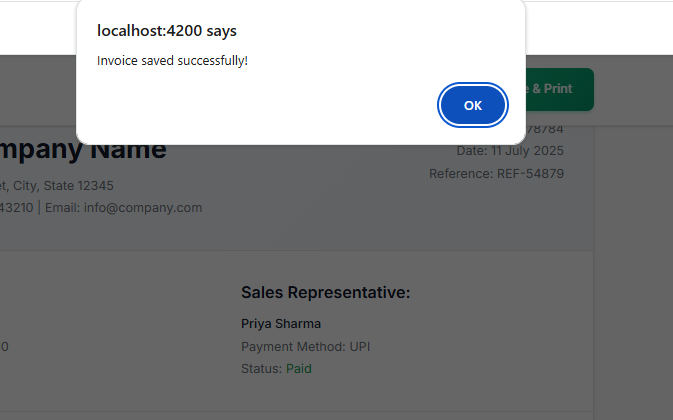 localhost:4200 says
Invoice saved successfully!
OK
& Print
Name
78784
Date: 11 July 2025
Reference: REF-54879
City, State 12345
43210 | Email: info@company.com
Sales Representative:
Priya Sharma
0
Payment Method: UPI
Status: Paid